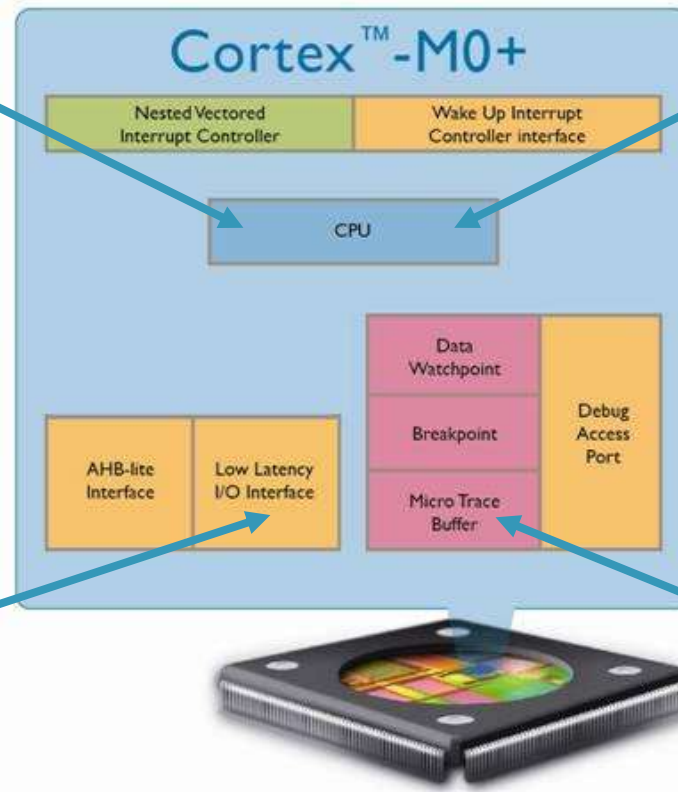 Cortex™-M0+
Nested Vectored
Interrupt Controller
Wake Up Interrupt
Controller interface
CPU
Data
Watchpoint
Breakpoint
Micro Trace
Buffer
Debug
Access
Port
AHB-lite
Interface
Low Latency
I/O Interface